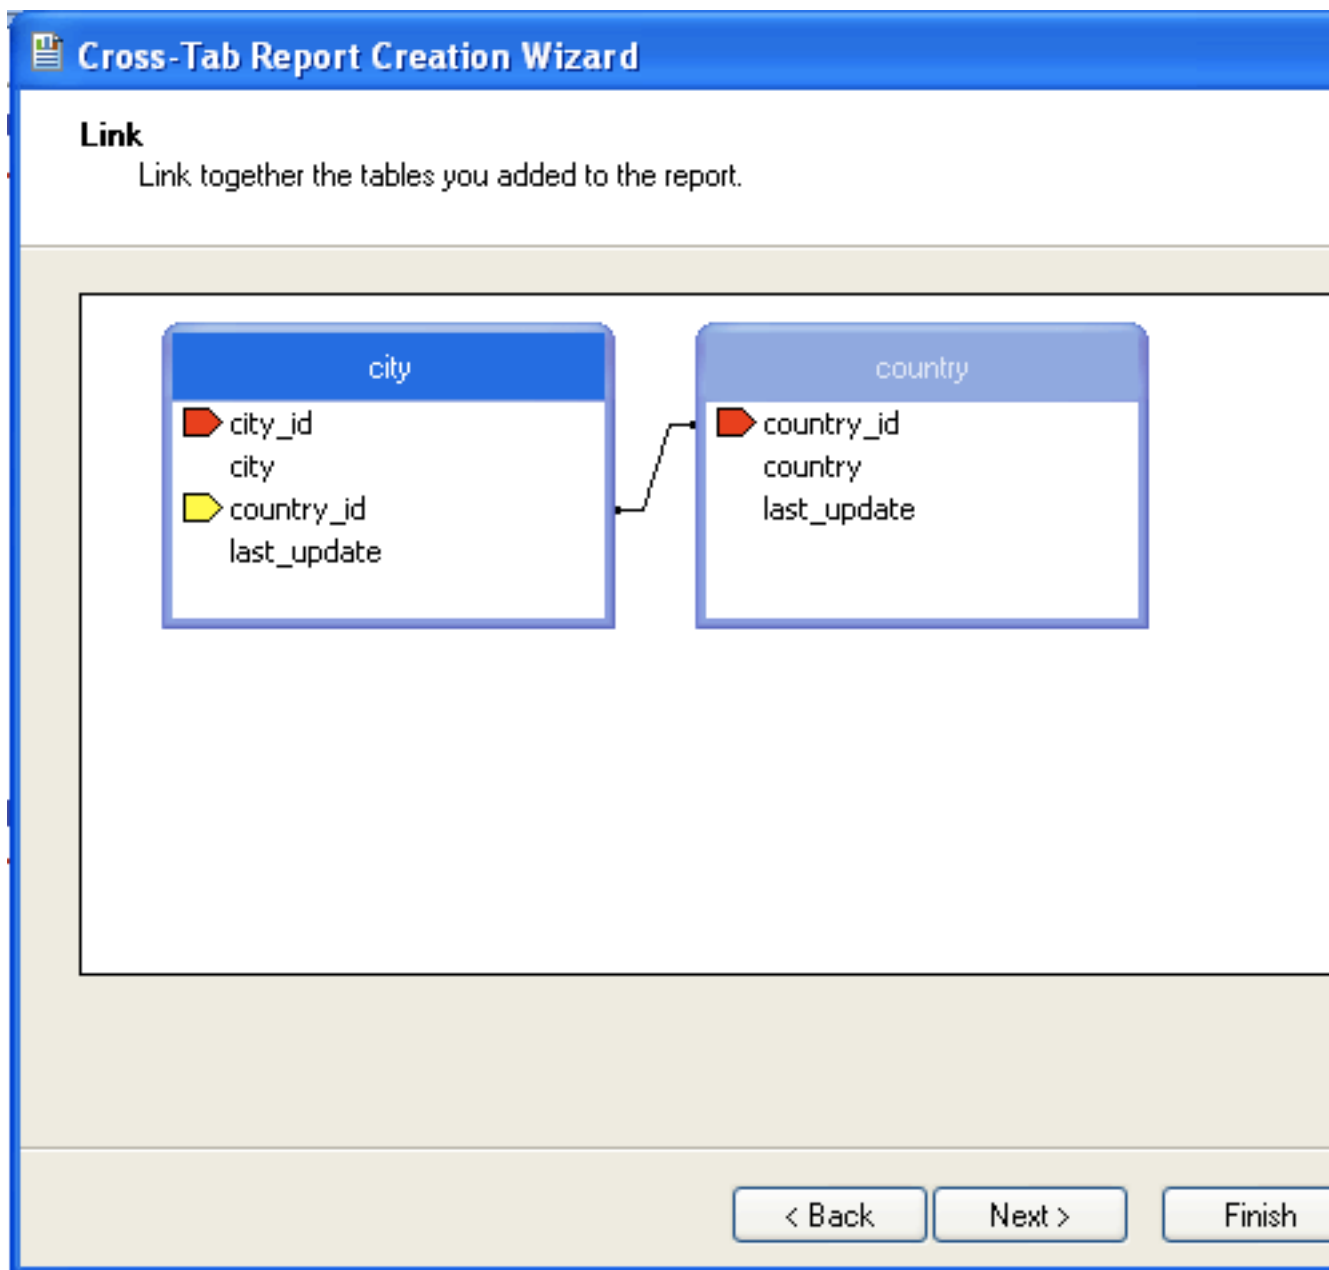 Cross-Tab Report Creation Wizard
Link
Link together the tables you added to the report.
city
city_id
city
country_id
last_update
country
country_id
country
last_update
< Back
Next >
Finish